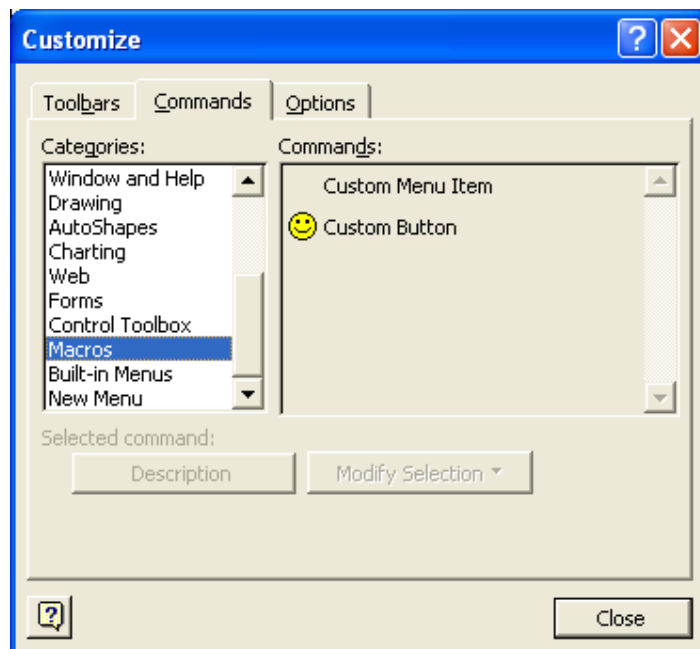 Customize
Toolbars Commands Options
Categories:
Commands:
Window and Help
Drawing
AutoShapes
Charting
Web
Forms
Control Toolbox
Macros
Built-in Menus
New Menu
Custom Menu Item
Custom Button
Selected command:
Description
Modify Selection
Close